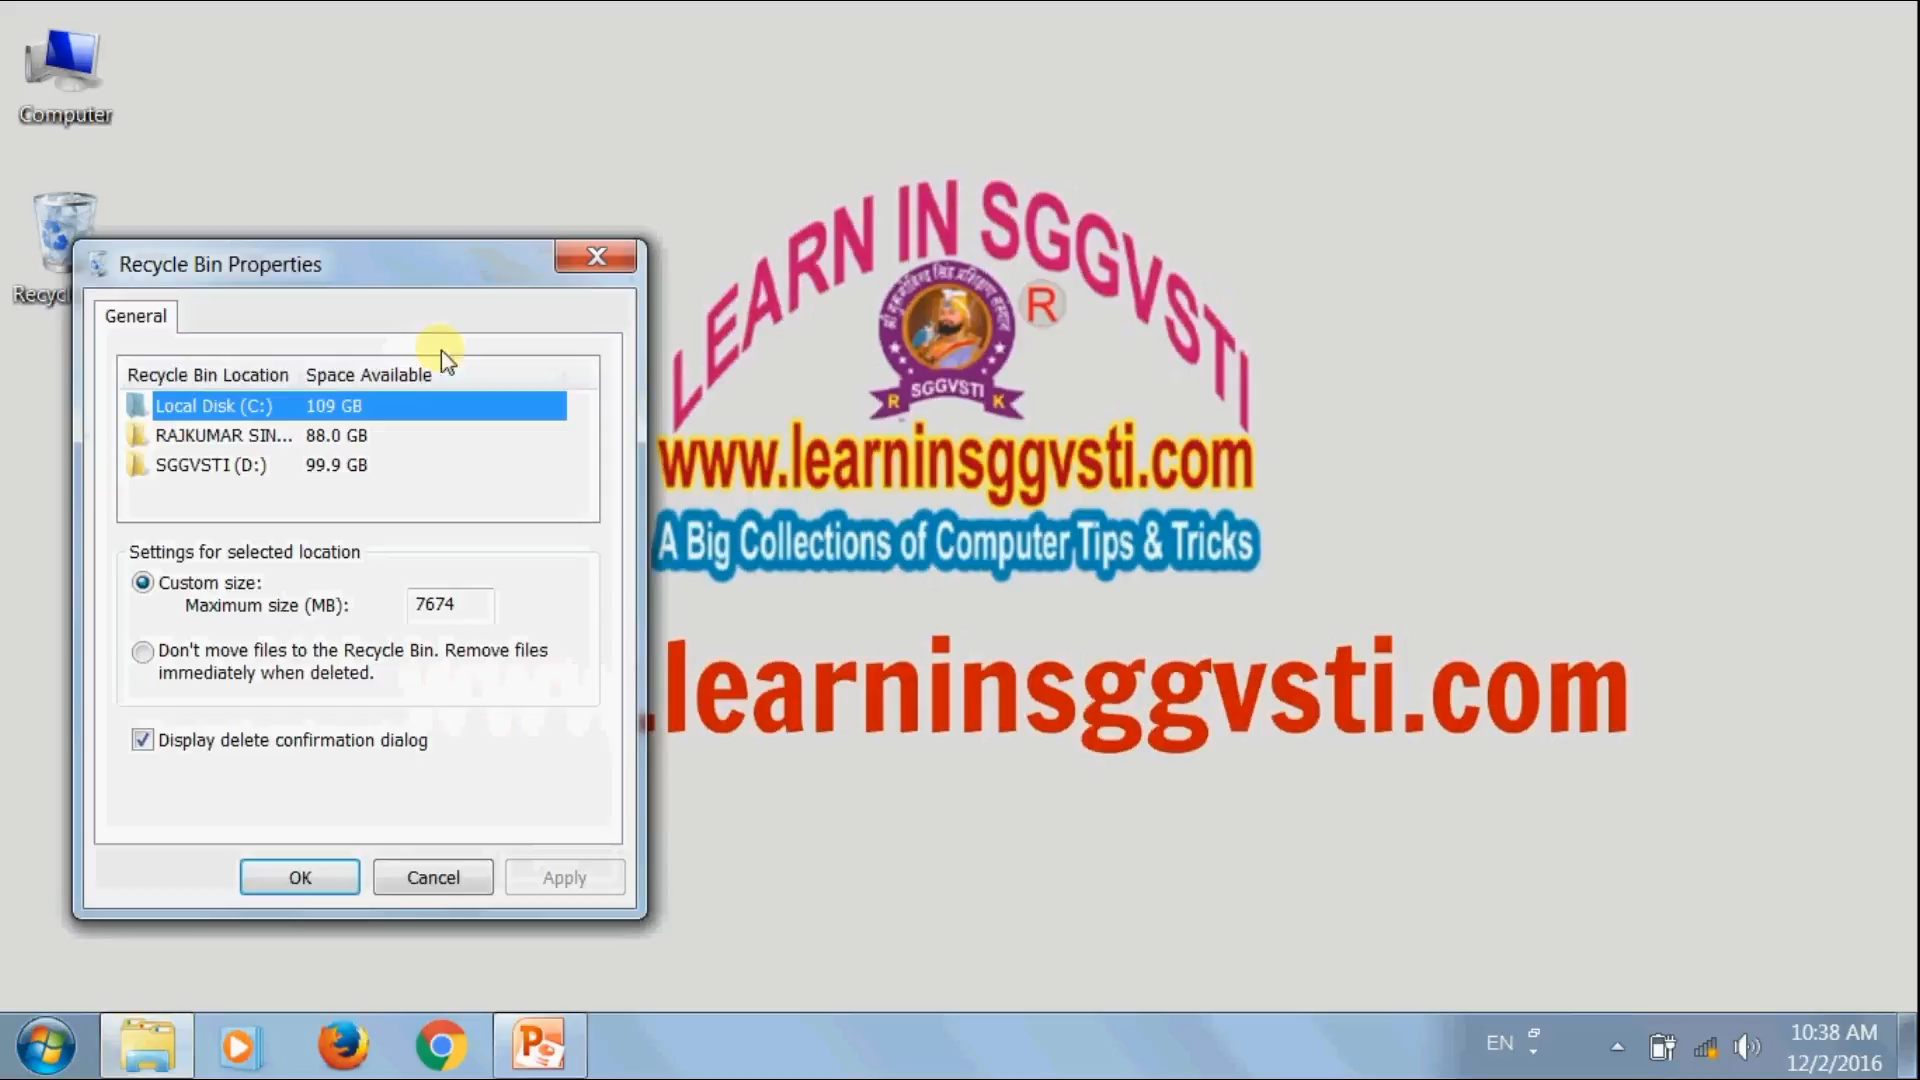 Computer
Recycl
Recycle Bin Properties
General
Recycle Bin Location Space Available
Local Disk (C:) 109 GB
RAJKUMAR SIN... 88.0 GB
SGGVSTI (D:) 99.9 GB
Settings for selected location
Custom size:
Maximum size (MB): 7674
Don't move files to the Recycle Bin. Remove files
immediately when deleted.
Display delete confirmation dialog
OK Cancel Apply
LEARN IN SGGVSTI
R
SGGVSTI
R K
www.learninsggvsti.com
A Big Collections of Computer Tips & Tricks
www.learninsggvsti.com
EN
10:38 AM
12/2/2016